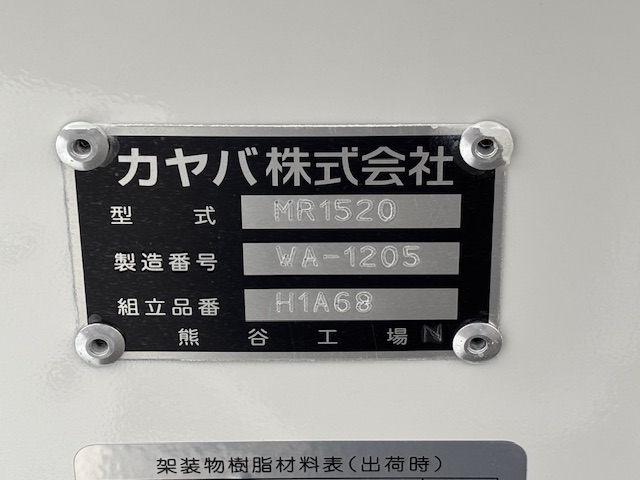 カヤバ株式会社
型式 MR1520
製造番号 WA-1205
組立品番 H1A68
熊谷工場 N
架装物樹脂材料表(出荷時)